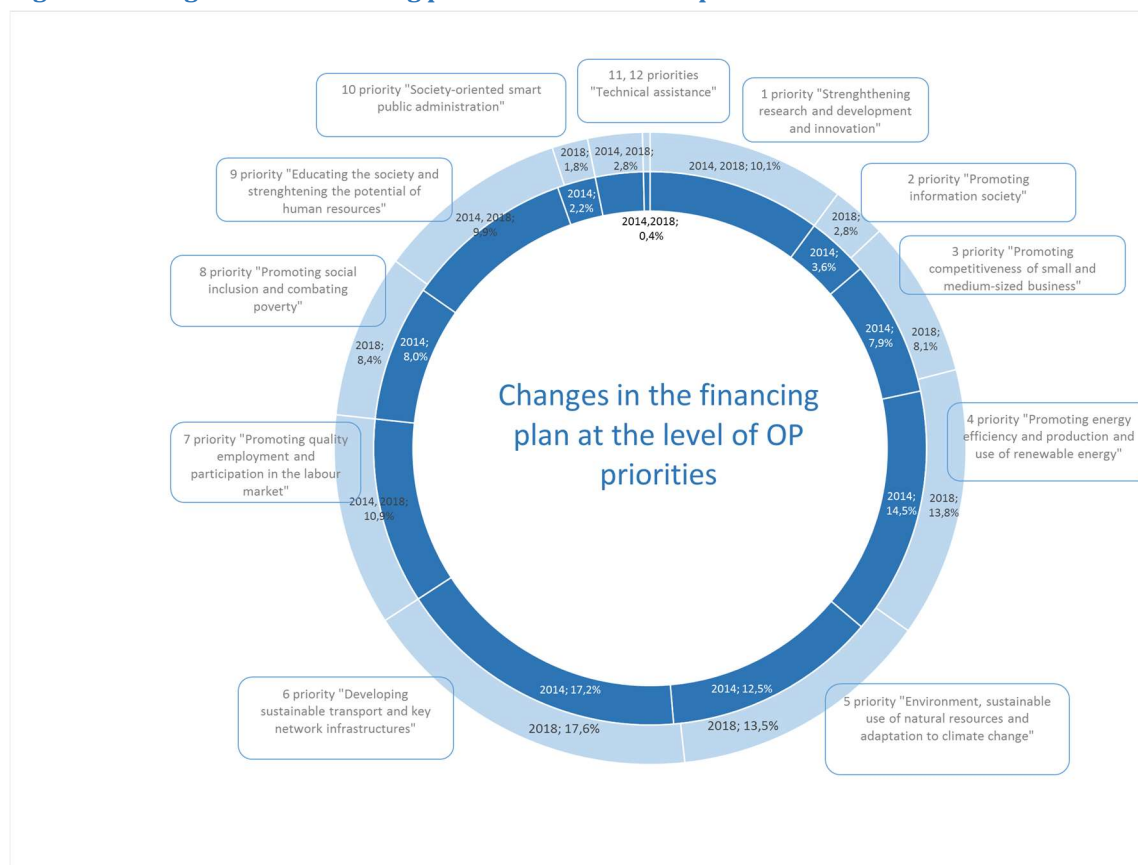 11, 12 priorities
"Technical assistance"
10 priority "Society-oriented smart
public administration"
1 priority "Strenghthening
research and development
and innovation"
2018;
1,8%
2014, 2018;
2,8%
2014, 2018; 10,1%
9 priority "Educating the society and
strenghtening the potential of
human resources"
2 priority "Promoting
information society"
2014, 2018;
9,9%
2014;
2,2%
2014,2018;
0,4%
2018;
2,8%
2014;
3,6%
3 priority "Promoting
competitiveness of small and
medium-sized business"
8 priority "Promoting social
inclusion and combating
poverty"
2018;
8,4%
2014;
8,0%
2014;
7,9%
2018;
8,1%
Changes in the financing
plan at the level of OP
priorities
7 priority "Promoting quality
employment and
participation in the labour
market"
2014, 2018;
10,9%
4 priority "Promoting energy
efficiency and production and
use of renewable energy"
2014;
14,5%
2018;
13,8%
6 priority "Developing
sustainable transport and key
network infrastructures"
2014; 17,2%
2018; 17,6%
2014; 12,5%
2018; 13,5%
5 priority "Environment, sustainable
use of natural resources and
adaptation to climate change"